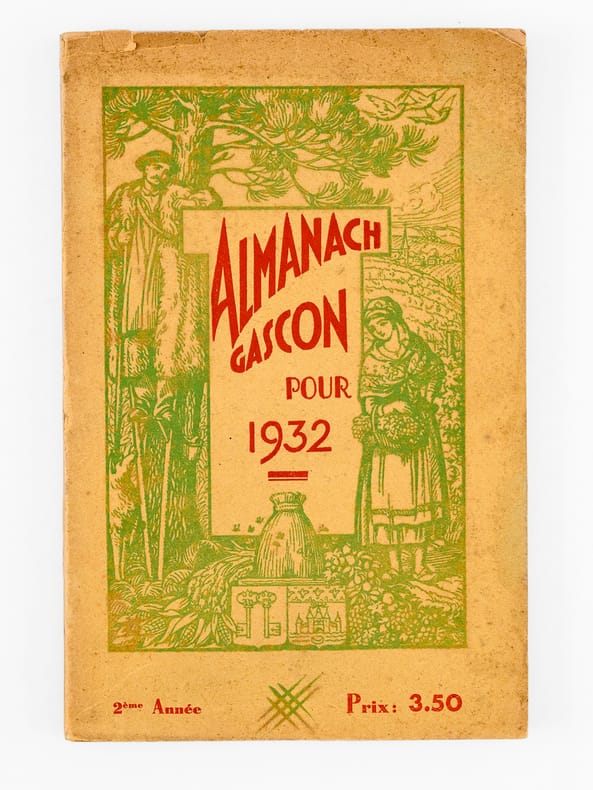 ALMANACH
GASCON
POUR
1932
2ème Année
Prix: 3.50